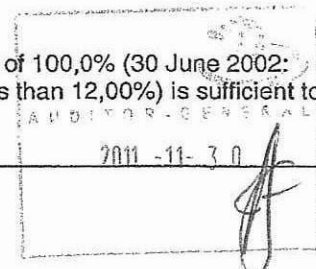 of 100,0% (30 June 2002:
s than 12,00%) is sufficient to
AUDITOR-GENERAL
2011 -11- 30